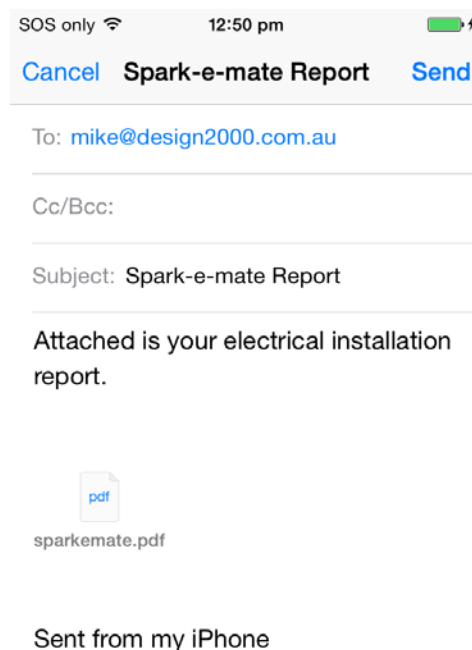 SOS only 12:50 pm
Cancel Spark-e-mate Report Send
To: mike@design2000.com.au
Cc/Bcc:
Subject: Spark-e-mate Report
Attached is your electrical installation
report.
pdf
sparkemate.pdf
Sent from my iPhone